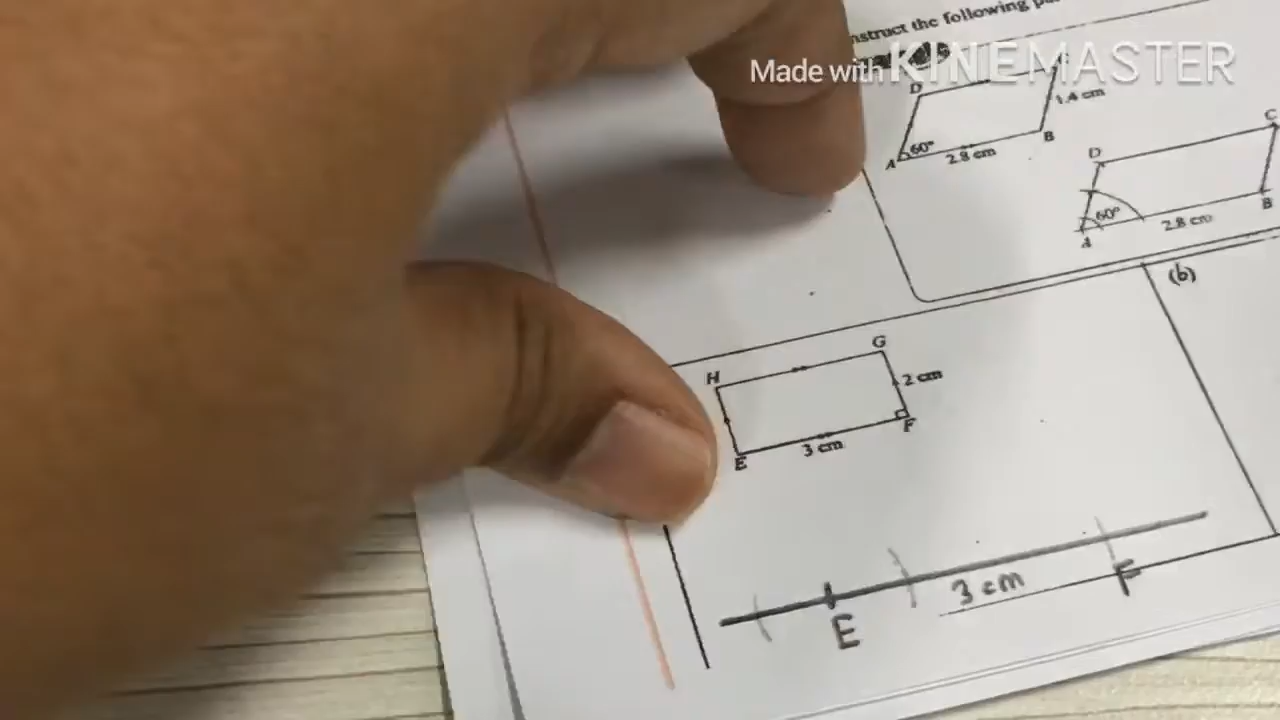 nstruct the following
Made with KINEMASTER
D
C
1.4 cm
60°
A
2.8 cm
B
D
C
60°
A
2.8 cm
B
(b)
H
G
2 cm
F
E
3 cm
E
3 cm
F